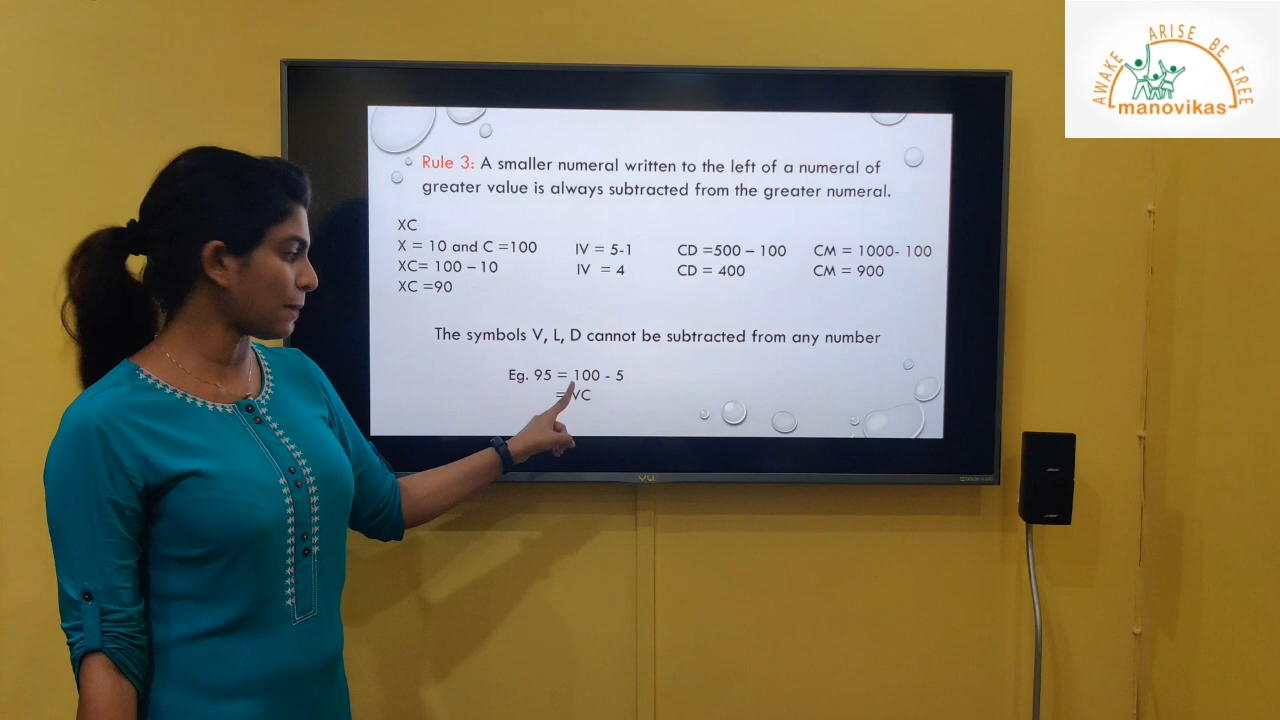 AWAKE ARISE BE FREE
manovikas
Rule 3: A smaller numeral written to the left of a numeral of
greater value is always subtracted from the greater numeral.
XC
X = 10 and C =100
XC= 100 – 10
XC =90
IV = 5-1
IV = 4
CD =500 – 100
CD = 400
CM = 1000- 100
CM = 900
The symbols V, L, D cannot be subtracted from any number
Eg. 95 = 100 - 5
= VC
VU